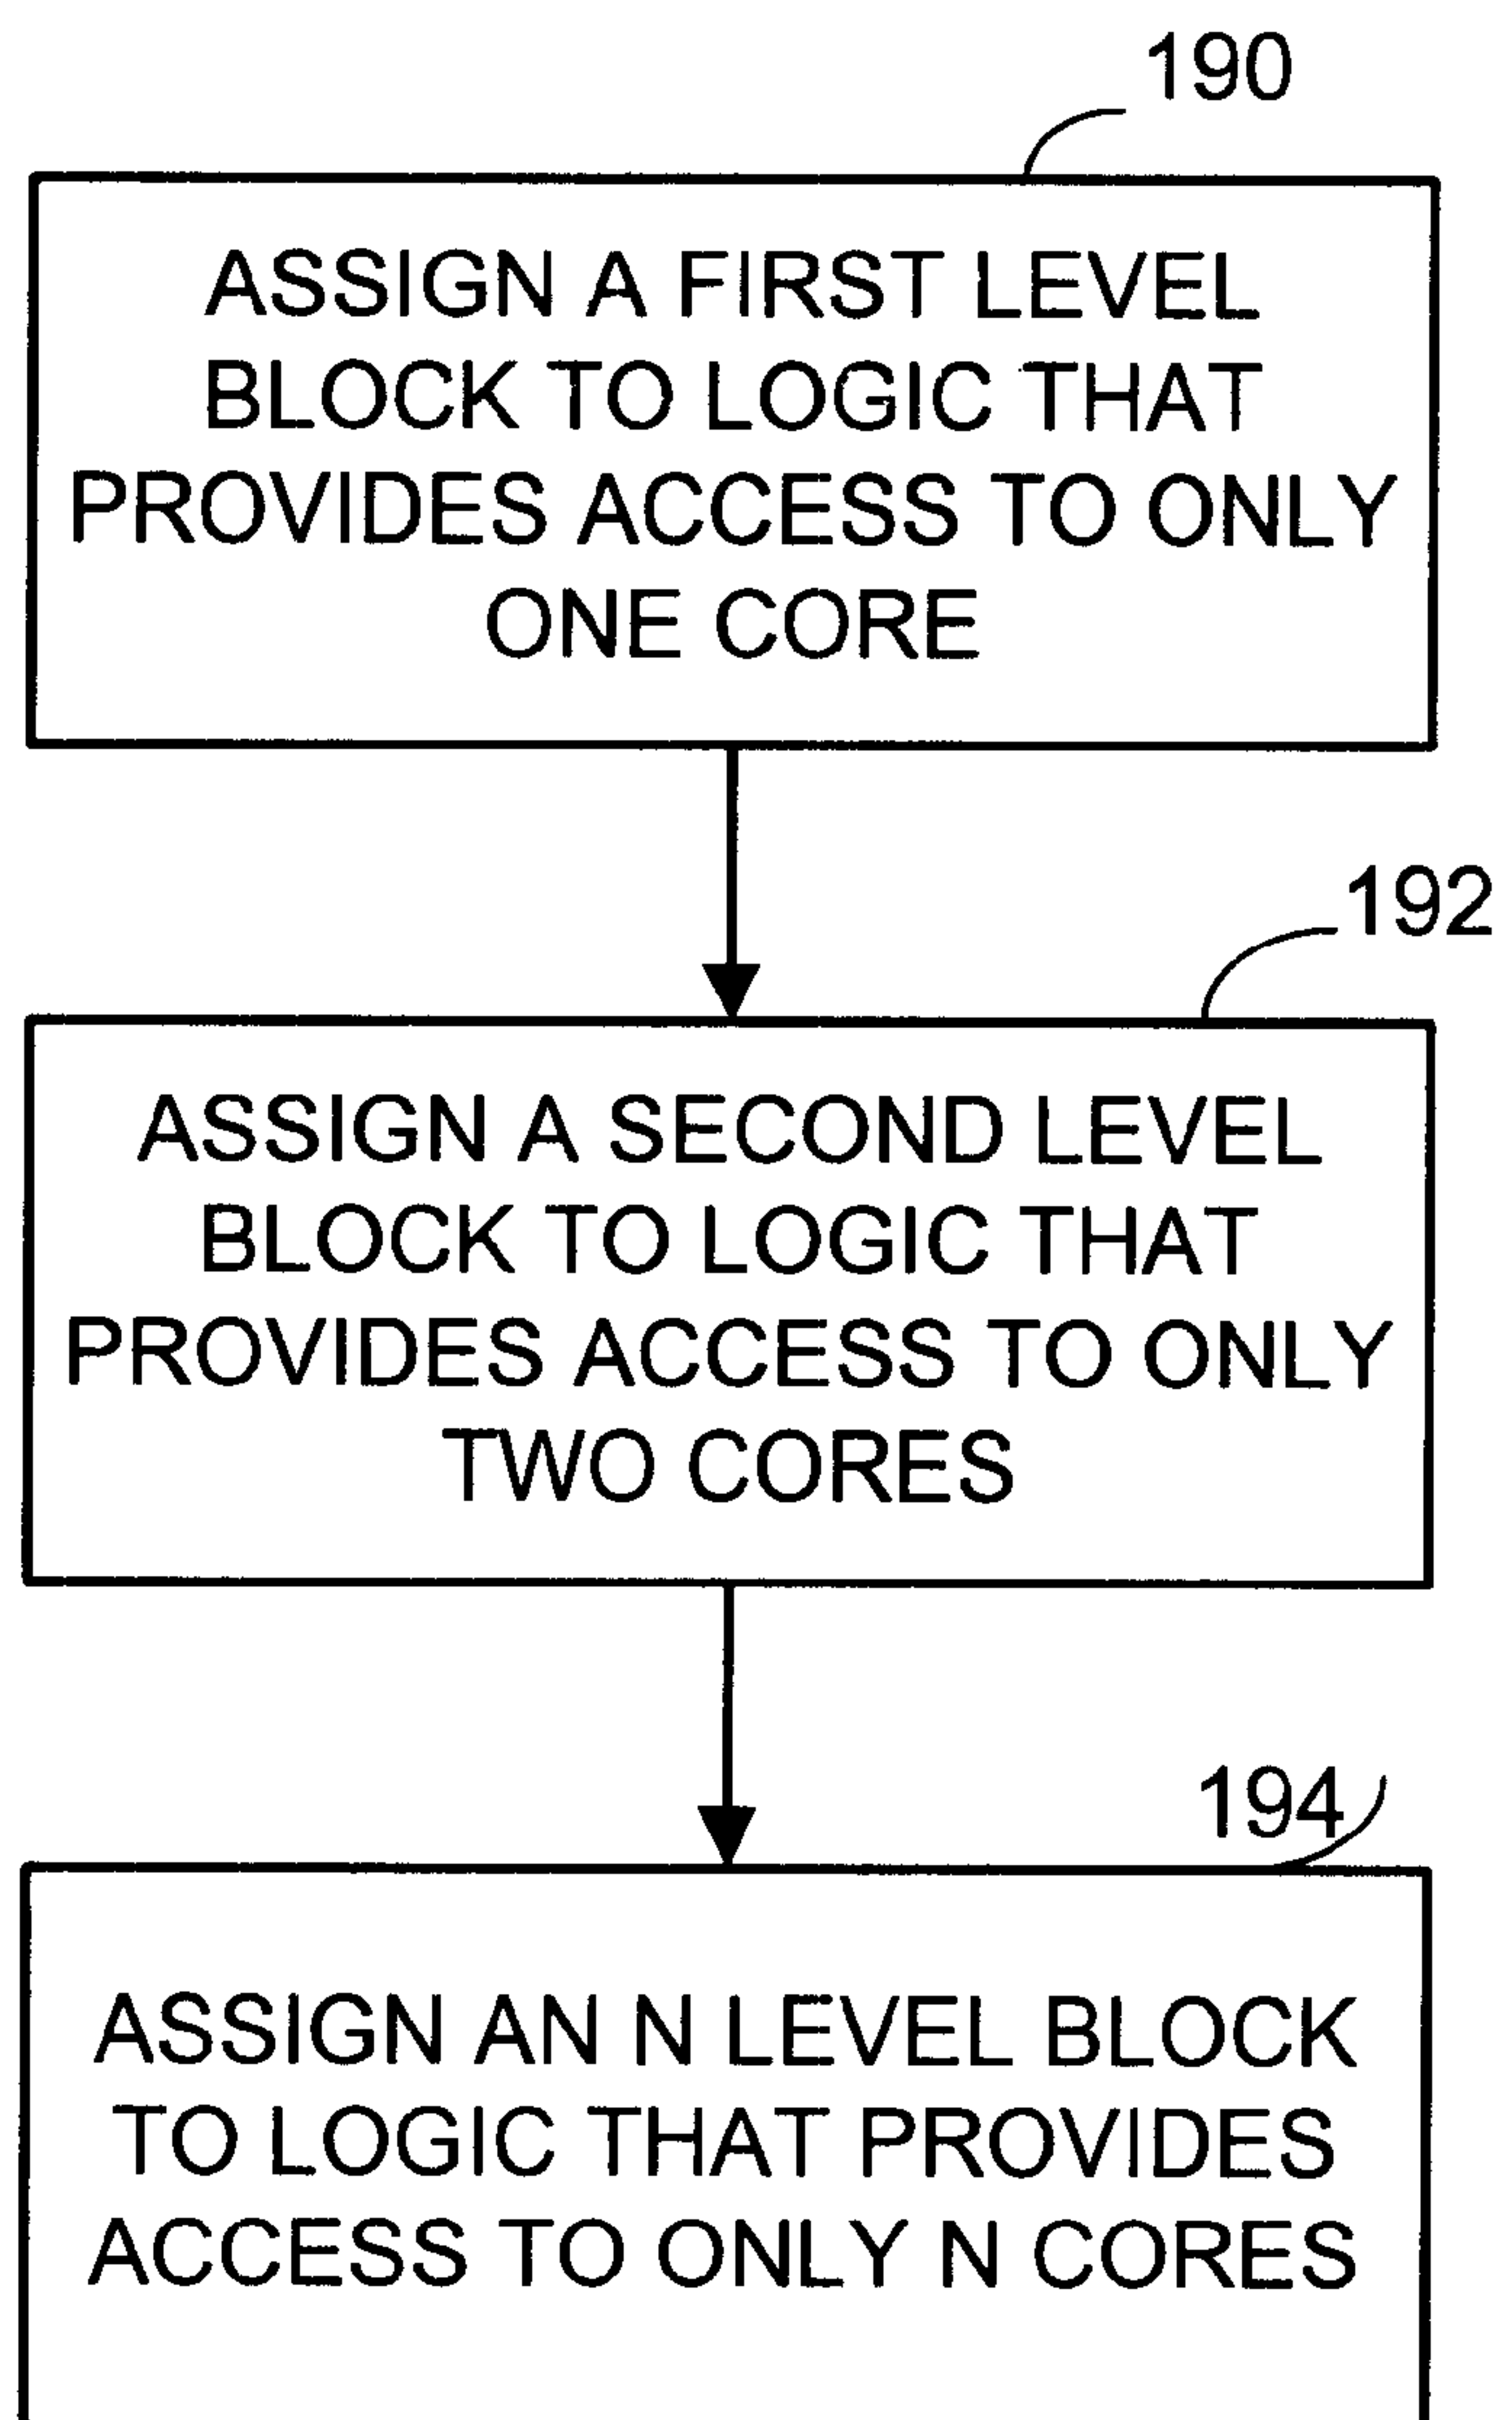 190
ASSIGN A FIRST LEVEL
BLOCK TO LOGIC THAT
PROVIDES ACCESS TO ONLY
ONE CORE
192
ASSIGN A SECOND LEVEL
BLOCK TO LOGIC THAT
PROVIDES ACCESS TO ONLY
TWO CORES
194
ASSIGN AN N LEVEL BLOCK
TO LOGIC THAT PROVIDES
ACCESS TO ONLY N CORES